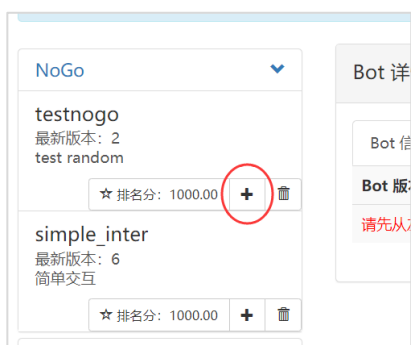 NoGo
testnogo
最新版本：2
test random
排名分：1000.00
simple_inter
最新版本：6
简单交互
排名分：1000.00
Bot 详
Bot 信
Bot 版
请先从